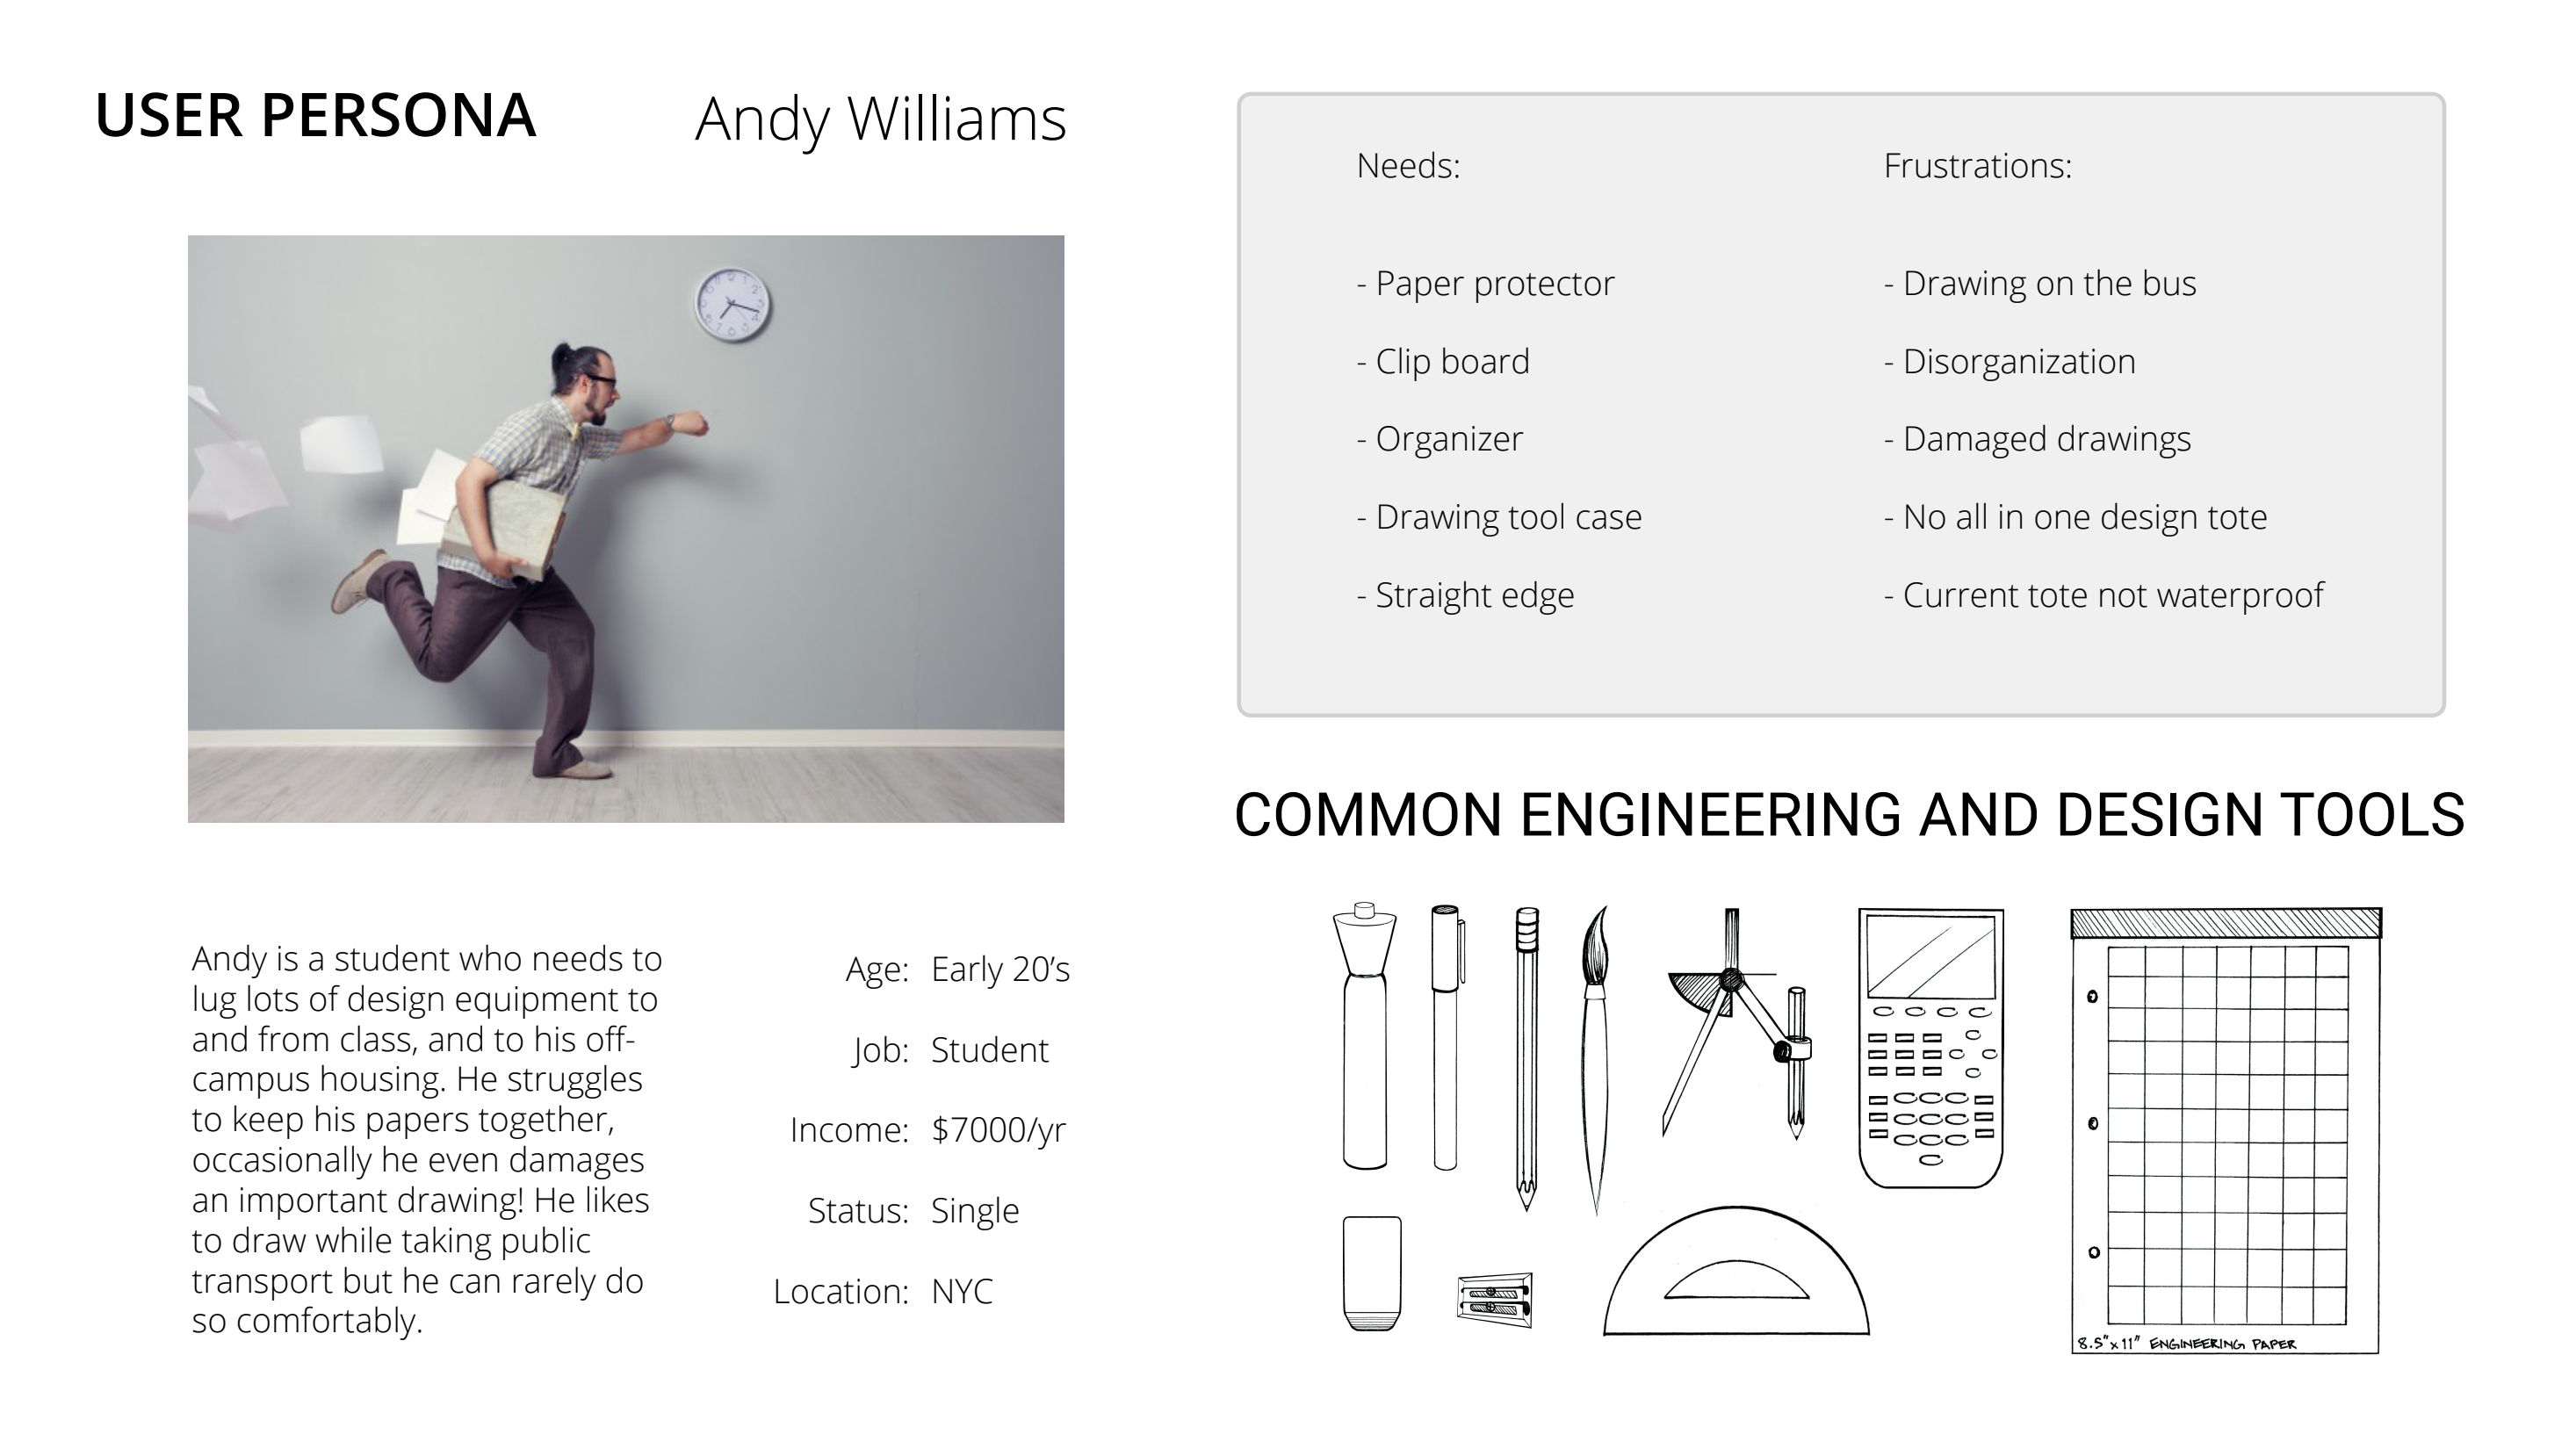 USER PERSONA
Andy Williams
Andy is a student who needs to
lug lots of design equipment to
and from class, and to his off-
campus housing. He struggles
to keep his papers together,
occasionally he even damages
an important drawing! He likes
to draw while taking public
transport but he can rarely do
so comfortably.
Age: Early 20’s
Job: Student
Income: $7000/yr
Status: Single
Location: NYC
Needs:
- Paper protector
- Clip board
- Organizer
- Drawing tool case
- Straight edge
Frustrations:
- Drawing on the bus
- Disorganization
- Damaged drawings
- No all in one design tote
- Current tote not waterproof
COMMON ENGINEERING AND DESIGN TOOLS
8.5"x11" ENGINEERING PAPER